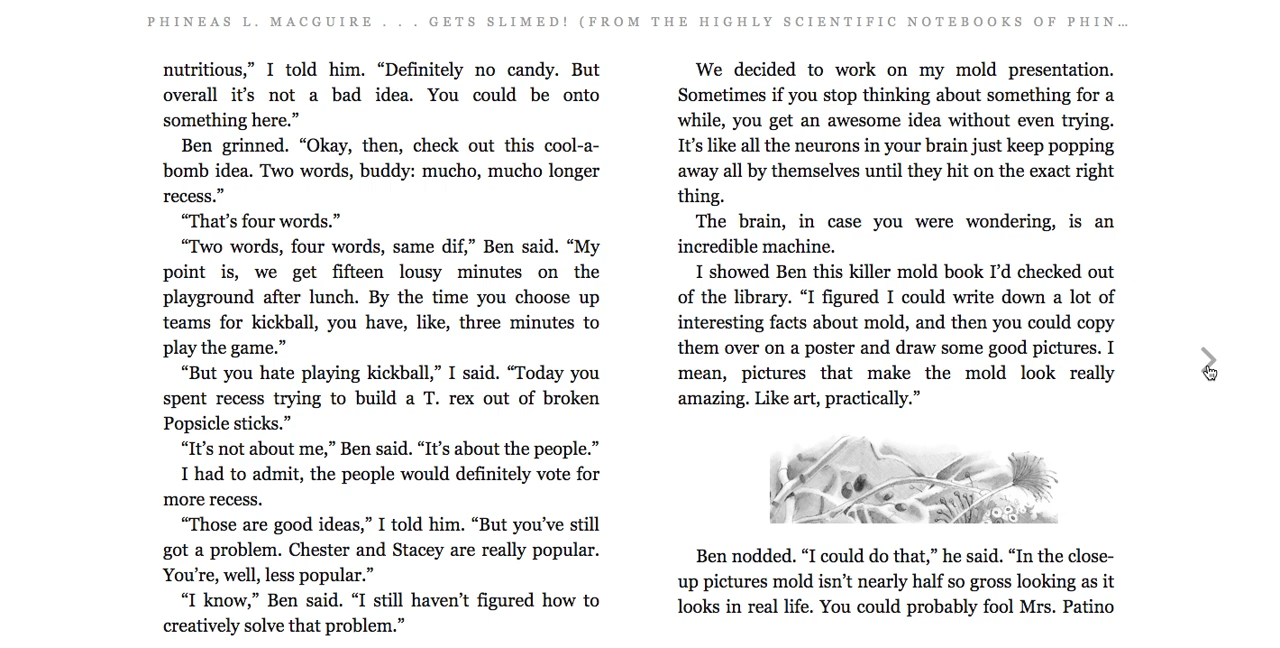 PHINEAS L. MACGUIRE . . . GETS SLIMED! (FROM THE HIGHLY SCIENTIFIC NOTEBOOKS OF PHIN…
nutritious,” I told him. “Definitely no candy. But
overall it’s not a bad idea. You could be onto
something here.”
Ben grinned. “Okay, then, check out this cool-a-
bomb idea. Two words, buddy: mucho, mucho longer
recess.”
“That’s four words.”
“Two words, four words, same dif,” Ben said. “My
point is, we get fifteen lousy minutes on the
playground after lunch. By the time you choose up
teams for kickball, you have, like, three minutes to
play the game.”
“But you hate playing kickball,” I said. “Today you
spent recess trying to build a T. rex out of broken
Popsicle sticks.”
“It’s not about me,” Ben said. “It’s about the people.”
I had to admit, the people would definitely vote for
more recess.
“Those are good ideas,” I told him. “But you’ve still
got a problem. Chester and Stacey are really popular.
You’re, well, less popular.”
“I know,” Ben said. “I still haven’t figured how to
creatively solve that problem.”
We decided to work on my mold presentation.
Sometimes if you stop thinking about something for a
while, you get an awesome idea without even trying.
It’s like all the neurons in your brain just keep popping
away all by themselves until they hit on the exact right
thing.
The brain, in case you were wondering, is an
incredible machine.
I showed Ben this killer mold book I’d checked out
of the library. “I figured I could write down a lot of
interesting facts about mold, and then you could copy
them over on a poster and draw some good pictures. I
mean, pictures that make the mold look really
amazing. Like art, practically.”
Ben nodded. “I could do that,” he said. “In the close-
up pictures mold isn’t nearly half so gross looking as it
looks in real life. You could probably fool Mrs. Patino